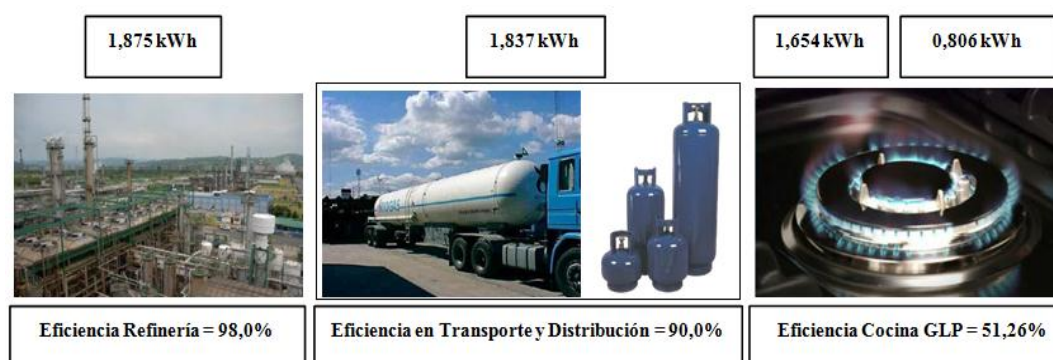 1,875 kWh
1,837 kWh
1,654 kWh
0,806 kWh
Eficiencia Refinería = 98,0%
Eficiencia en Transporte y Distribución = 90,0%
Eficiencia Cocina GLP = 51,26%